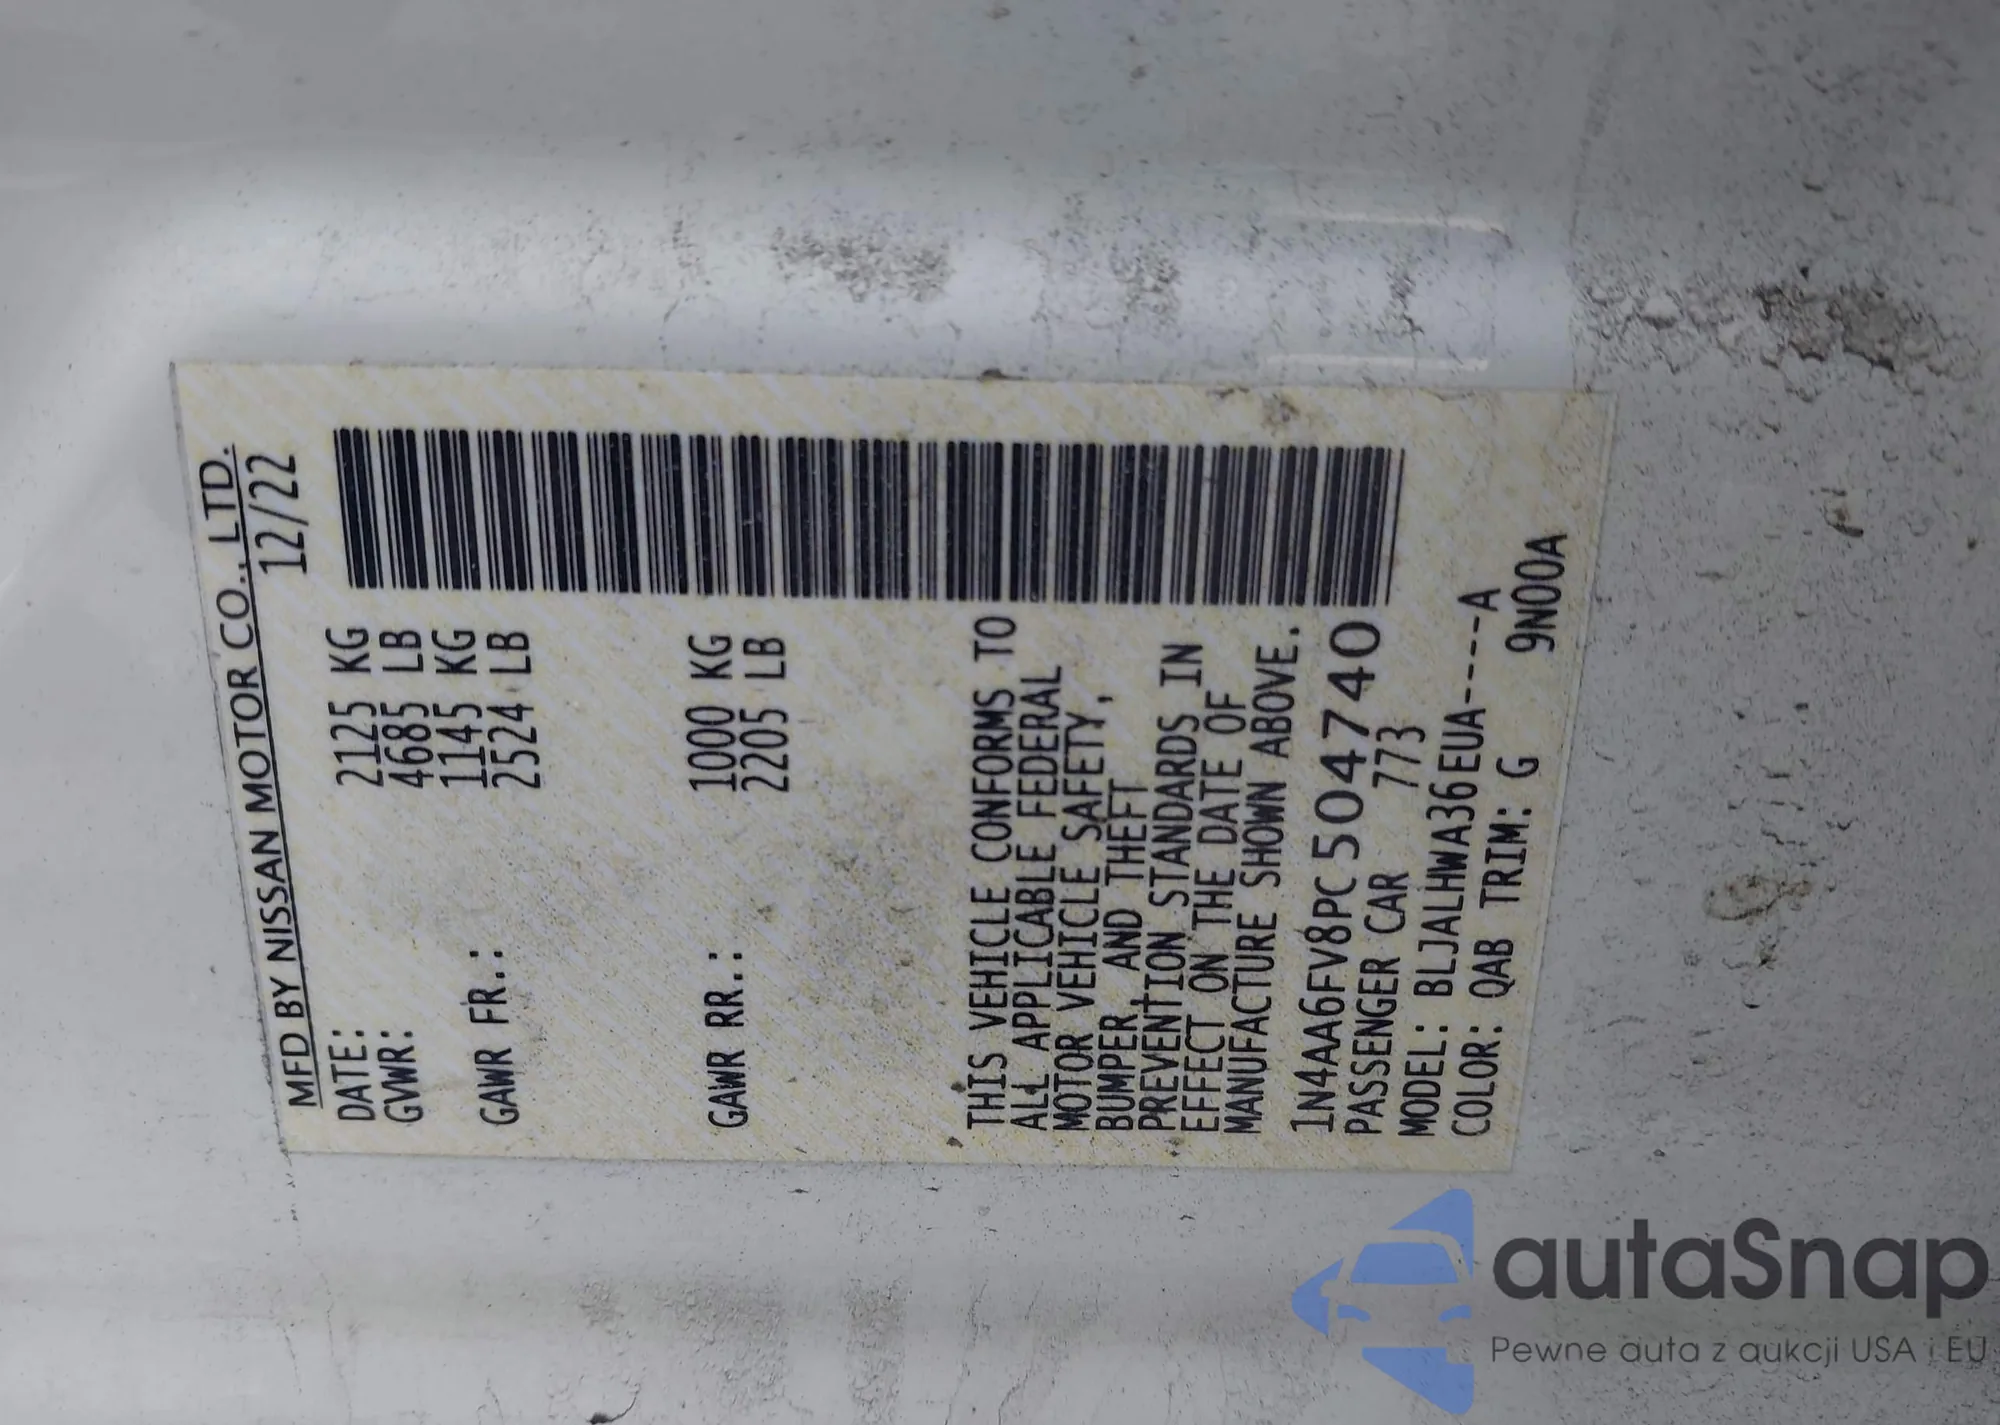 MFD BY NISSAN MOTOR CO., LTD.
DATE: 12/22
GVWR: 2125 KG
4685 LB
GAWR FR.: 1145 KG
2524 LB
GAWR RR.: 1000 KG
2205 LB
THIS VEHICLE CONFORMS TO
ALL APPLICABLE FEDERAL
MOTOR VEHICLE SAFETY,
BUMPER, AND THEFT
PREVENTION STANDARDS IN
EFFECT ON THE DATE OF
MANUFACTURE SHOWN ABOVE.
1N4AA6FV8PC504740
PASSENGER CAR 773
MODEL: BLJALHWA36EUA----A
COLOR: QAB TRIM: G 9N00A
autaSnap
Pewne auta z aukcji USA i EU